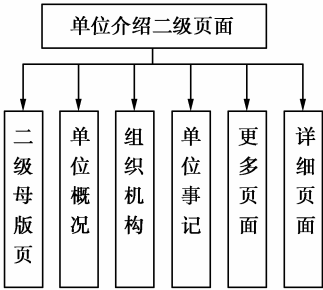 单位介绍二级页面
二级母版页
单位概况
组织机构
单位事记
更多页面
详细页面